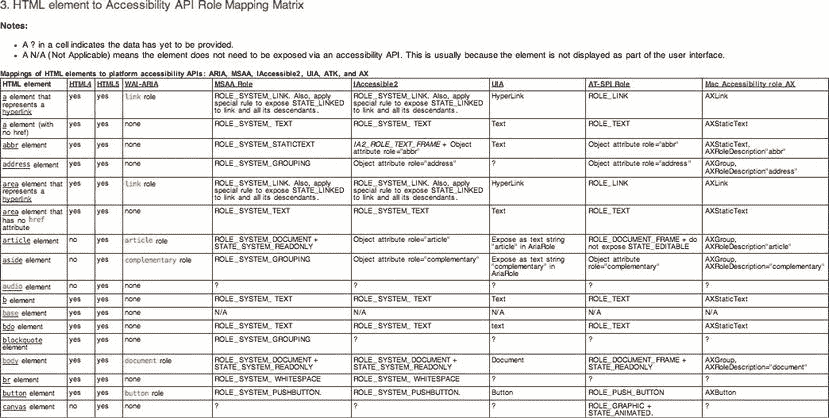 3. HTML element to Accessibility API Role Mapping Matrix
Notes:
• A ? in a cell indicates the data has yet to be provided.
• A N/A (Not Applicable) means the element does not need to be exposed via an accessibility API. This is usually because the element is not displayed as part of the user interface.
Mappings of HTML elements to platform accessibility APIs: ARIA, MSAA, IAccessible2, UIA, ATK, and AX
HTML element HTML4 HTML5 WAI-ARIA MSAA Role IAccessible2 UIA AT-SPI Role Mac Accessibility role AX
a element that yes yes link role ROLE_SYSTEM_LINK. Also, apply ROLE_SYSTEM_LINK. Also, apply HyperLink ROLE_LINK AXLink
represents a special rule to expose STATE_LINKED special rule to expose STATE_LINKED
hyperlink to link and all its descendants. to link and all its descendants.
a element (with yes yes none ROLE_SYSTEM_ TEXT ROLE_SYSTEM_ TEXT Text ROLE_TEXT AXStaticText
no href)
abbr element yes yes none ROLE_SYSTEM_STATICTEXT IA2_ROLE_TEXT_FRAME + Object Text Object attribute role="abbr" AXStaticText,
attribute role="abbr" AXRoleDescription"abbr"
address element yes yes none ROLE_SYSTEM_GROUPING Object attribute role="address" ? Object attribute role="address" AXGroup,
AXRoleDescription"address"
area element that yes yes link role ROLE_SYSTEM_LINK. Also, apply ROLE_SYSTEM_LINK. Also, apply HyperLink ROLE_LINK AXLink
represents a special rule to expose STATE_LINKED special rule to expose STATE_LINKED
hyperlink to link and all its descendants. to link and all its descendants.
area element that yes yes none ROLE_SYSTEM_TEXT ROLE_SYSTEM_TEXT Text ROLE_TEXT AXStaticText
has no href
attribute
article element no yes article role ROLE_SYSTEM_DOCUMENT + Object attribute role="article" Expose as text string ROLE_DOCUMENT_FRAME + do AXGroup,
STATE_SYSTEM_READONLY "article" in AriaRole not expose STATE_EDITABLE AXRoleDescription"article"
aside element no yes complementary role ROLE_SYSTEM_GROUPING Object attribute role="complementary" Expose as text string Object attribute AXGroup,
"complementary" in role="complementary" AXRoleDescription="complementary"
AriaRole
audio element no yes none ? ? ? ? ?
b element yes yes none ROLE_SYSTEM_ TEXT ROLE_SYSTEM_ TEXT Text ROLE_TEXT AXStaticText
base element yes yes none N/A N/A N/A N/A N/A
bdo element yes yes none ROLE_SYSTEM_ TEXT ROLE_SYSTEM_ TEXT text ROLE_TEXT AXStaticText
blockquote yes yes none ROLE_SYSTEM_GROUPING ? ? ? ?
element
body element yes yes document role ROLE_SYSTEM_DOCUMENT + ROLE_SYSTEM_DOCUMENT + Document ROLE_DOCUMENT_FRAME + AXGroup,
STATE_SYSTEM_READONLY STATE_SYSTEM_READONLY STATE_READONLY AXRoleDescription="document"
br element yes yes none ROLE_SYSTEM_ WHITESPACE ROLE_SYSTEM_ WHITESPACE ? ? ?
button element yes yes button role ROLE_SYSTEM_PUSHBUTTON. ROLE_SYSTEM_PUSHBUTTON. Button ROLE_PUSH_BUTTON AXButton
canvas element no yes none ? ? ? ROLE_GRAPHIC + ?
STATE_ANIMATED.